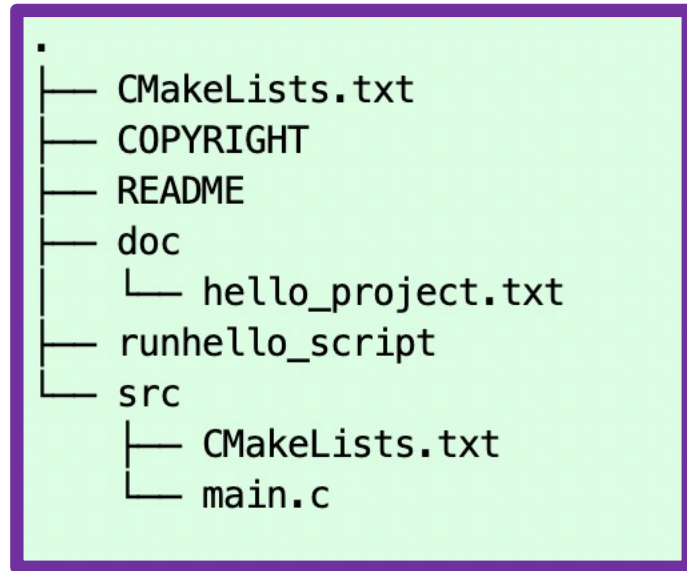 .
├── CMakeLists.txt
├── COPYRIGHT
├── README
├── doc
│   └── hello_project.txt
├── runhello_script
└── src
    ├── CMakeLists.txt
    └── main.c